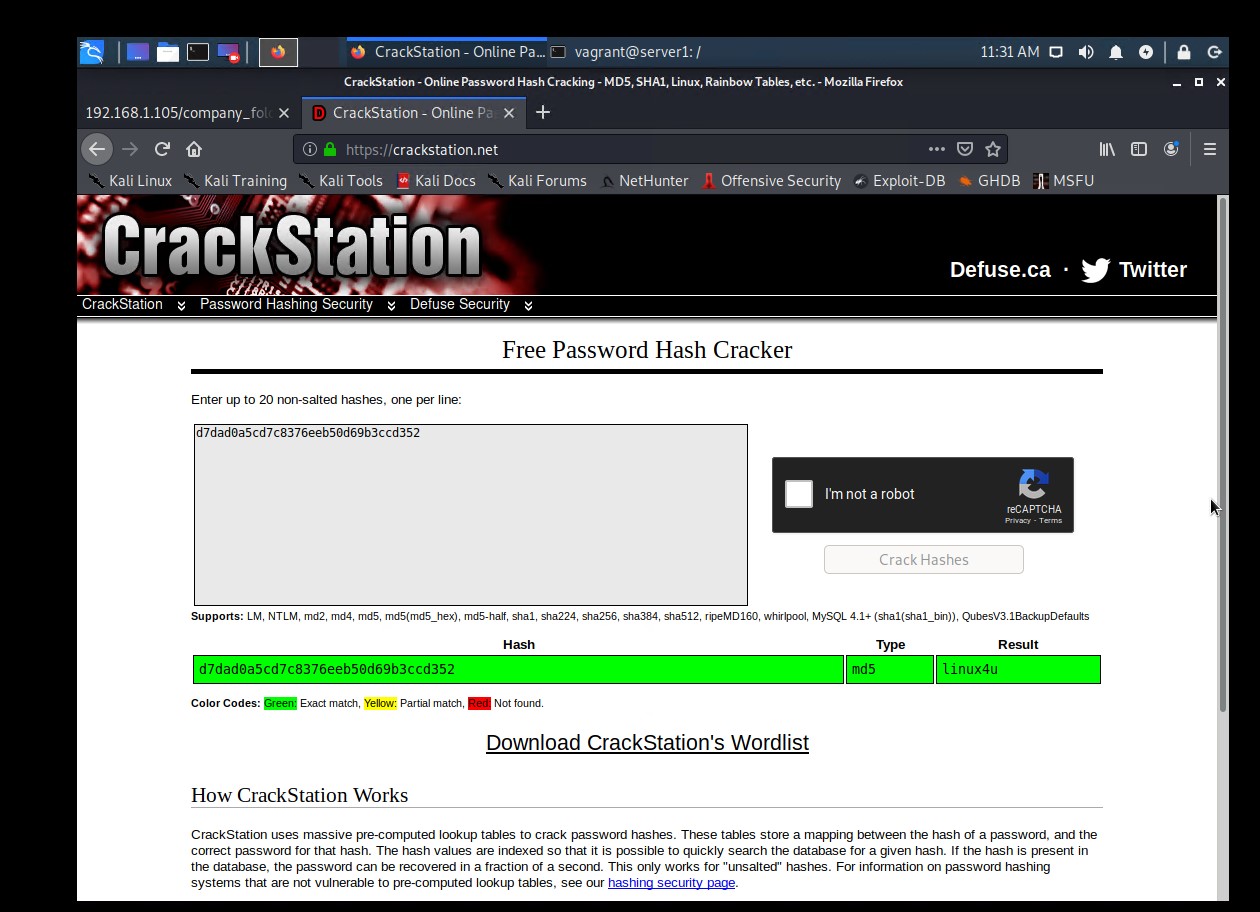 CrackStation - Online Pa... vagrant@server1: / 11:31 AM
CrackStation - Online Password Hash Cracking - MD5, SHA1, Linux, Rainbow Tables, etc. - Mozilla Firefox
192.168.1.105/company_fol CrackStation - Online Pa
https://crackstation.net
Kali Linux Kali Training Kali Tools Kali Docs Kali Forums NetHunter Offensive Security Exploit-DB GHDB MSFU
CrackStation
Defuse.ca · Twitter
CrackStation Password Hashing Security Defuse Security
Free Password Hash Cracker
Enter up to 20 non-salted hashes, one per line:
d7dad0a5cd7c8376eeb50d69b3ccd352
I'm not a robot
reCAPTCHA
Privacy - Terms
Crack Hashes
Supports: LM, NTLM, md2, md4, md5, md5(md5_hex), md5-half, sha1, sha224, sha256, sha384, sha512, ripeMD160, whirlpool, MySQL 4.1+ (sha1(sha1_bin)), QubesV3.1BackupDefaults
Hash Type Result
d7dad0a5cd7c8376eeb50d69b3ccd352 md5 linux4u
Color Codes: Green: Exact match, Yellow: Partial match, Red: Not found.
Download CrackStation's Wordlist
How CrackStation Works
CrackStation uses massive pre-computed lookup tables to crack password hashes. These tables store a mapping between the hash of a password, and the
correct password for that hash. The hash values are indexed so that it is possible to quickly search the database for a given hash. If the hash is present in
the database, the password can be recovered in a fraction of a second. This only works for "unsalted" hashes. For information on password hashing
systems that are not vulnerable to pre-computed lookup tables, see our hashing security page.